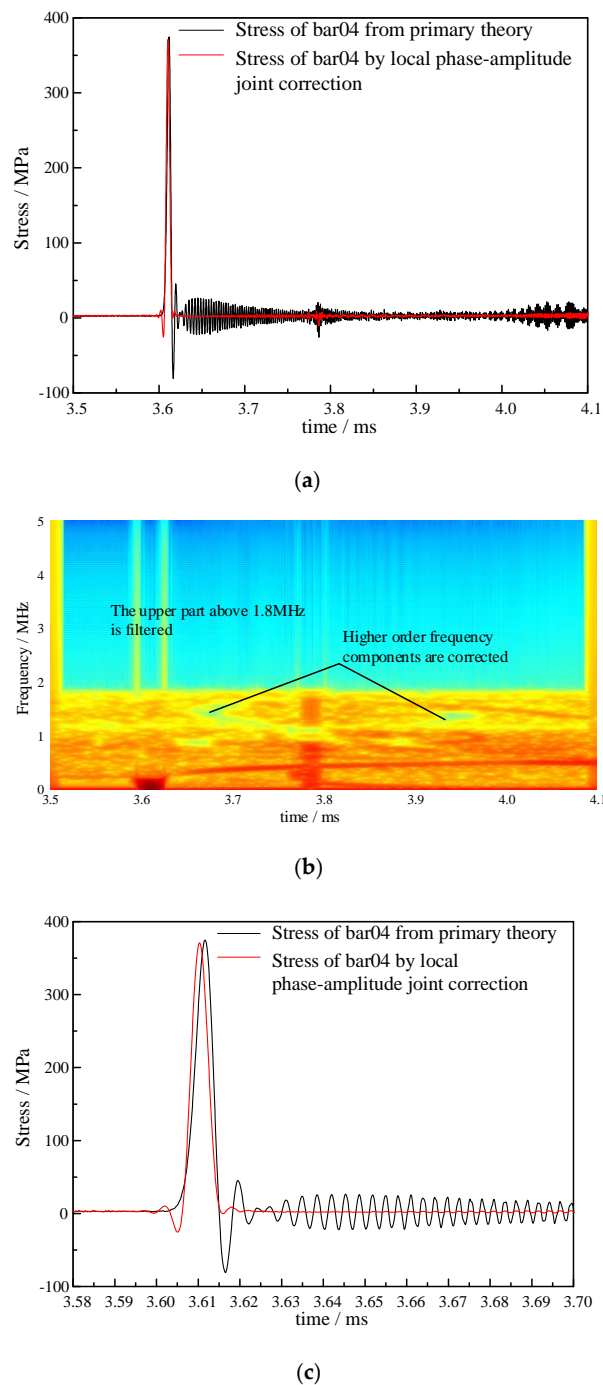 400
Stress of bar04 from primary theory
Stress of bar04 by local phase-amplitude
joint correction
300
200
100
0
-100
Stress / MPa
3.5
3.6
3.7
3.8
3.9
4.0
4.1
time / ms
(a)
5
4
3
2
1
0
Frequency / MHz
The upper part above 1.8MHz
is filtered
Higher order frequency
components are corrected
3.5
3.6
3.7
3.8
3.9
4.0
4.1
time / ms
(b)
400
Stress of bar04 from primary theory
Stress of bar04 by local
phase-amplitude joint correction
300
200
100
0
-100
Stress / MPa
3.58
3.59
3.60
3.61
3.62
3.63
3.64
3.65
3.66
3.67
3.68
3.69
3.70
time / ms
(c)